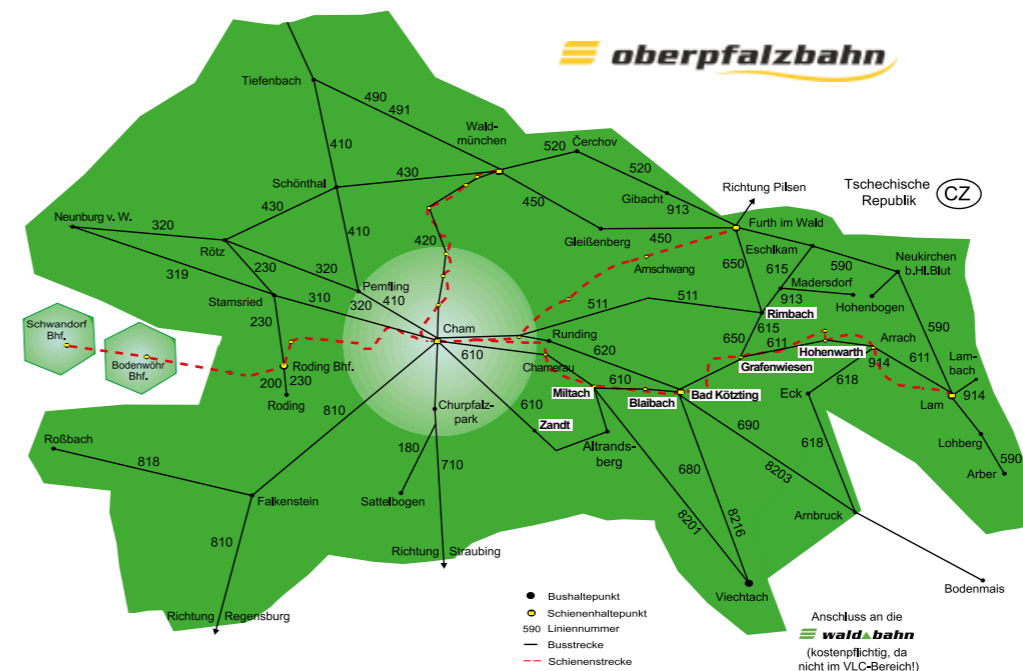 oberpfalzbahn
Tiefenbach
490
491
Wald-
münchen
520
Čerchov
410
430
520
Richtung Pilsen
Tschechische
Republik
CZ
Schönthal
Gibacht
913
430
450
Neunburg v. W.
320
Furth im Wald
Gleißenberg
450
Eschlkam
Rötz
410
420
Amschwang
650
615
590
Neukirchen
b.Hl.Blut
319
230
320
Madersdorf
Hohenbogen
Stamsried
310
Pemfling
320
410
511
511
913
Rimbach
Schwandorf
Bhf.
Bodenwöhr
Bhf.
230
Cham
Runding
615
590
650
611
Arrach
610
620
Hohenwarth
914
611
Lam-
bach
Roding Bhf.
Chamerau
Grafenwiesen
618
200
230
610
Miltach
Blaibach
Bad Kötzting
Eck
914
Lam
Roding
810
Churpfalz-
park
610
Zandt
690
Lohberg
Roßbach
180
Altrands-
berg
618
590
Arber
818
710
680
8203
Falkenstein
Sattelbogen
8201
8216
Arnbruck
810
Richtung Straubing
Viechtach
Bodenmais
Richtung Regensburg
Bushaltepunkt
Schienenhaltepunkt
590 Liniennummer
Busstrecke
Schienenstrecke
Anschluss an die
waldbahn
(kostenpflichtig, da
nicht im VLC-Bereich!)